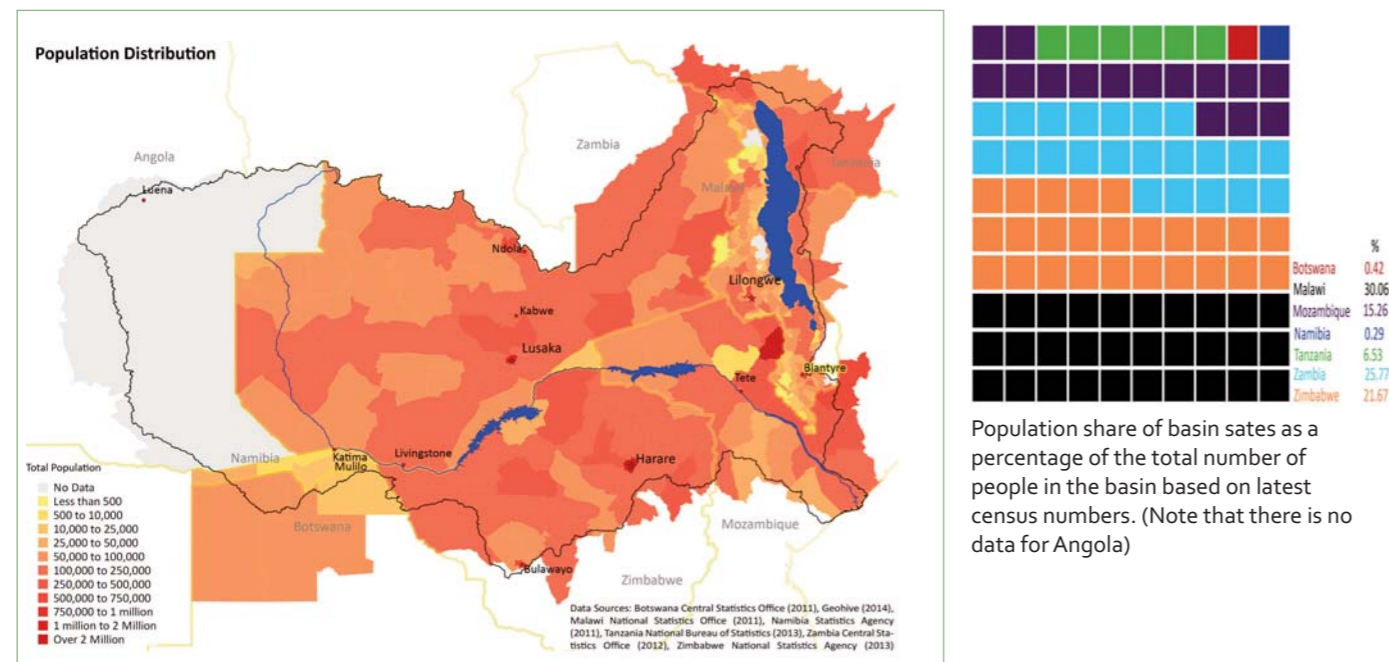 Population Distribution
Angola
Luena
Zambia
Tanzania
Malawi
Ndola
Lilongwe
Kabwe
Lusaka
Tete
Blantyre
Namibia
Katima
Mulilo
Livingstone
Harare
Botswana
Mozambique
Bulawayo
Zimbabwe
Total Population
No Data
Less than 500
500 to 10,000
10,000 to 25,000
25,000 to 50,000
50,000 to 100,000
100,000 to 250,000
250,000 to 500,000
500,000 to 750,000
750,000 to 1 million
1 million to 2 Million
Over 2 Million
Data Sources: Botswana Central Statistics Office (2011), Geohive (2014),
Malawi National Statistics Office (2011), Namibia Statistics Agency
(2011), Tanzania National Bureau of Statistics (2013), Zambia Central Sta-
tistics Office (2012), Zimbabwe National Statistics Agency (2013)
%
Botswana 0.42
Malawi 30.06
Mozambique 15.26
Namibia 0.29
Tanzania 6.53
Zambia 25.77
Zimbabwe 21.67
Population share of basin sates as a
percentage of the total number of
people in the basin based on latest
census numbers. (Note that there is no
data for Angola)